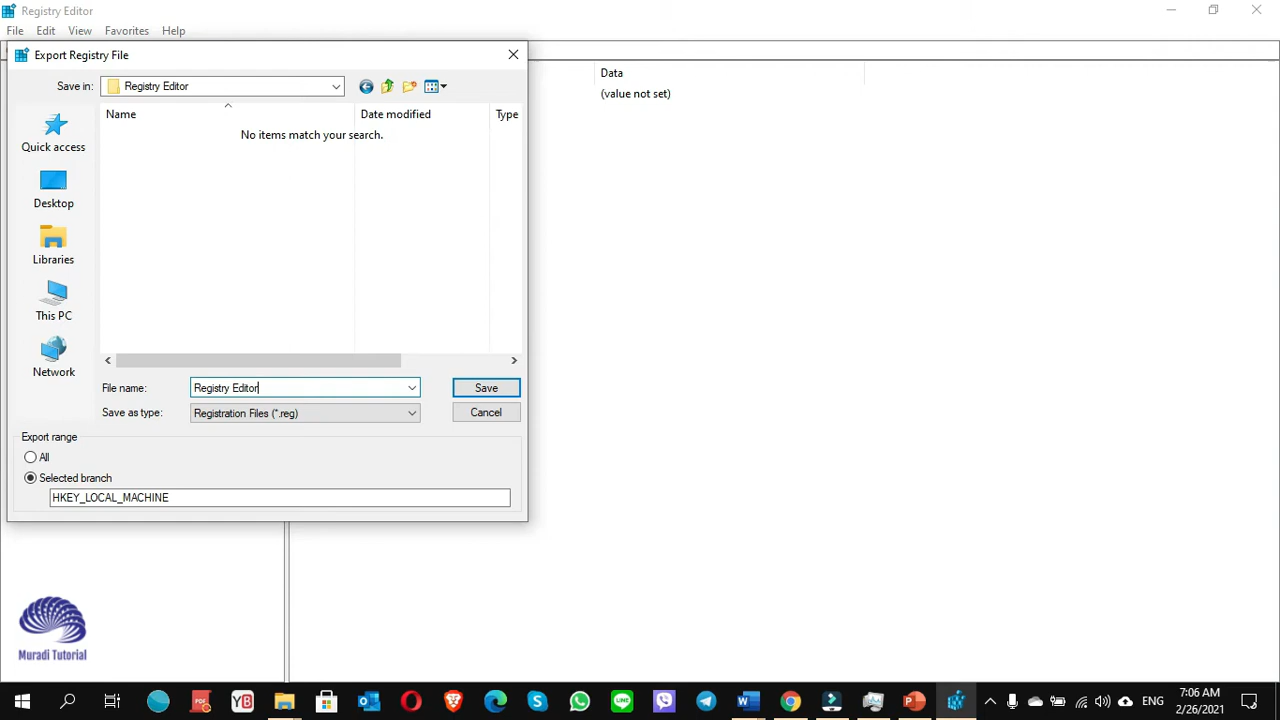 Registry Editor
File Edit View Favorites Help
Export Registry File
Save in: Registry Editor
Data
(value not set)
Name Date modified Type
No items match your search.
Quick access
Desktop
Libraries
This PC
Network
File name: Registry Editor Save
Save as type: Registration Files (*.reg) Cancel
Export range
All
Selected branch
HKEY_LOCAL_MACHINE
Muradi Tutorial
PDF
YB
LINE
ENG
7:06 AM
2/26/2021